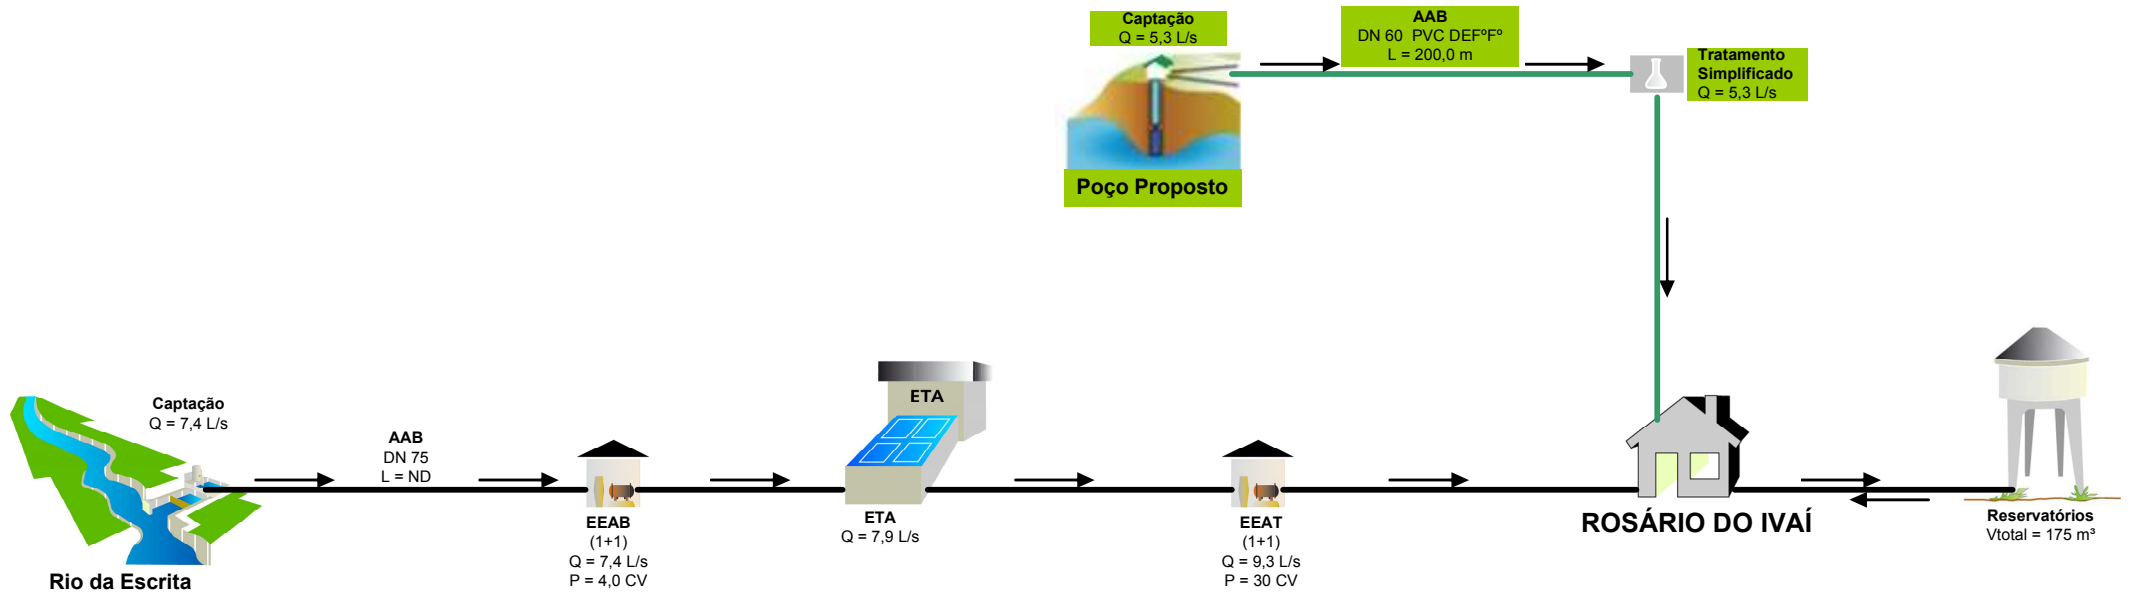 Captação
Q = 5,3 L/s
AAB
DN 60  PVC DEFºFº
L = 200,0 m
Tratamento
Simplificado
Q = 5,3 L/s
Poço Proposto
Captação
Q = 7,4 L/s
AAB
DN 75
L = ND
ETA
EEAB
(1+1)
Q = 7,4 L/s
P = 4,0 CV
ETA
Q = 7,9 L/s
EEAT
(1+1)
Q = 9,3 L/s
P = 30 CV
ROSÁRIO DO IVAÍ
Reservatórios
Vtotal = 175 m³
Rio da Escrita